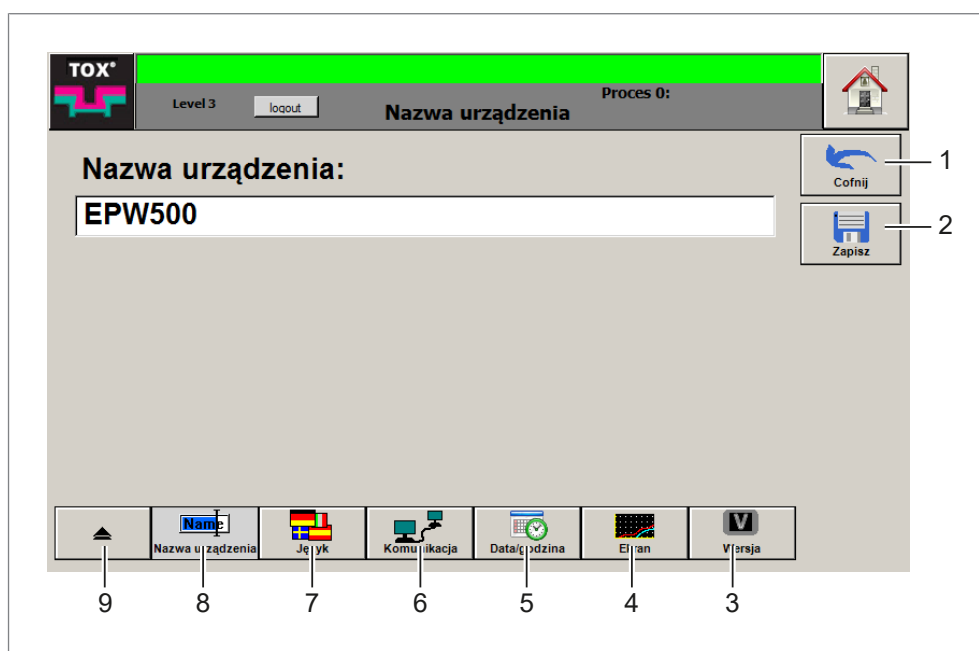 TOX®
Level 3
logout
Nazwa urządzenia
Proces 0:
Nazwa urządzenia:
EPW500
Cofnij
1
Zapisz
2
Name
Nazwa urządzenia
Język
Komunikacja
Data/godzina
Ekran
V
Wersja
9 8 7 6 5 4 3